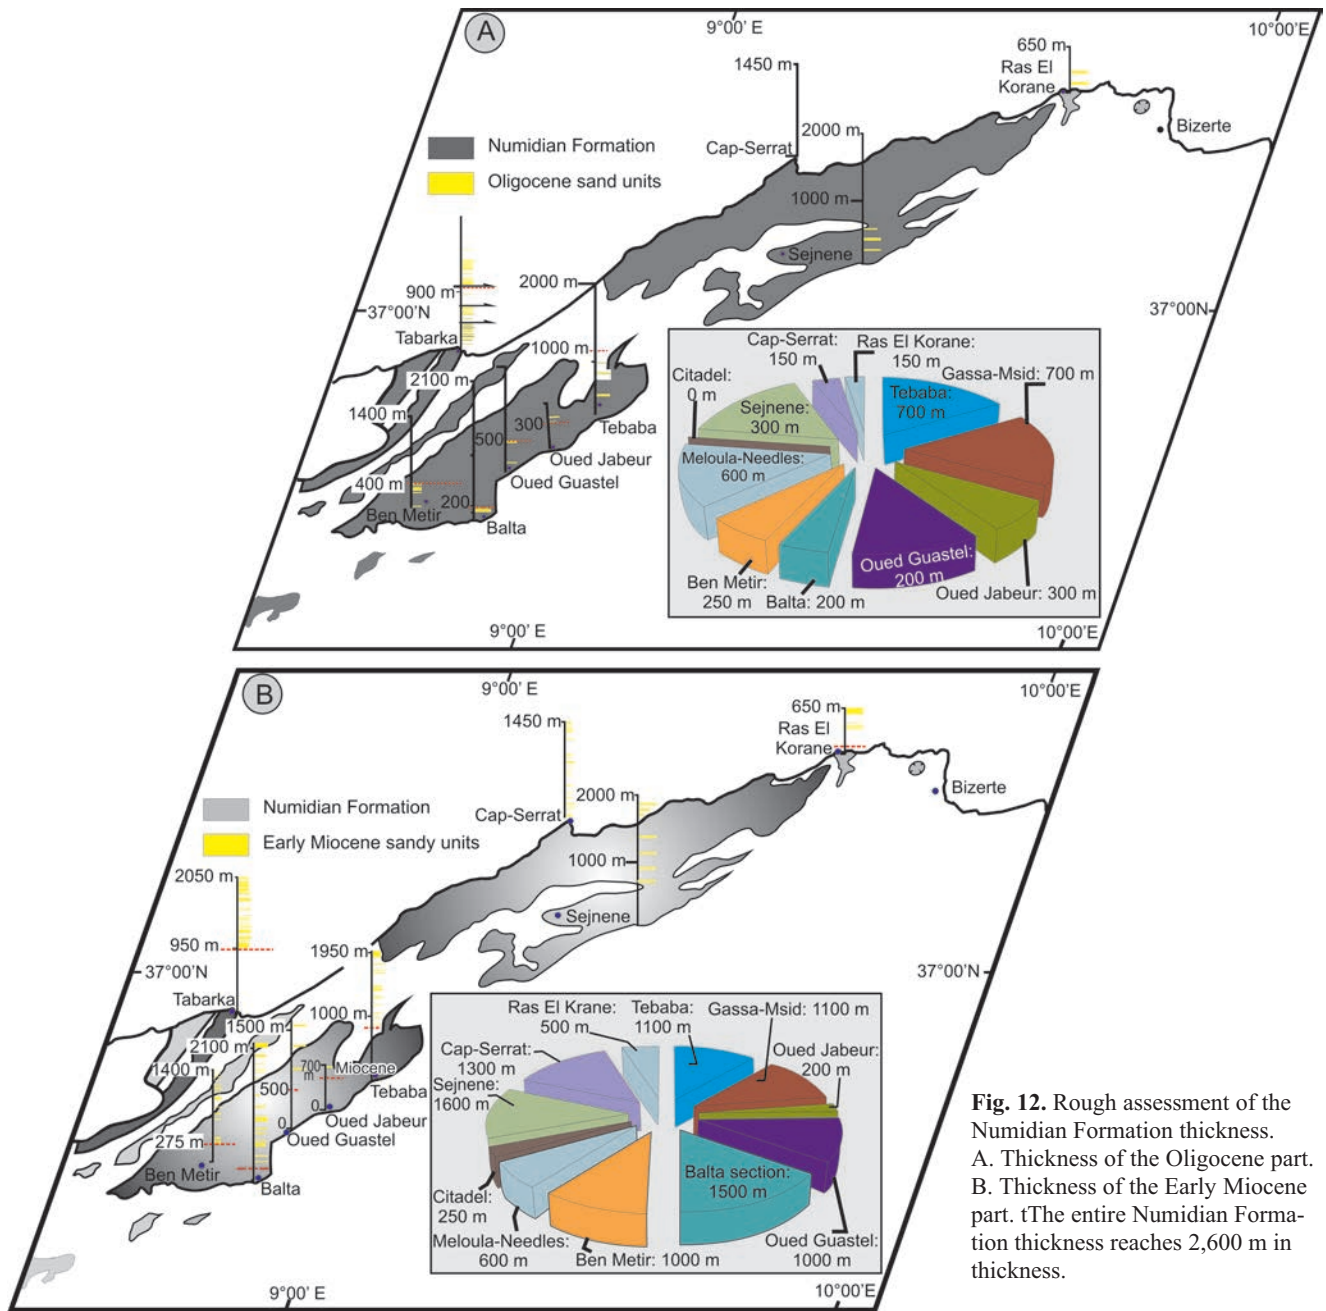 A
9°00' E
10°00'E
650 m
Ras El
Korane
1450 m
Bizerte
2000 m
Cap-Serrat
Numidian Formation
Oligocene sand units
1000 m
Sejnene
2000 m
900 m
37°00'N
37°00'N
Tabarka
1000 m
2100 m
1400 m
300
500
Tebaba
Oued Jabeur
400 m
Oued Guastel
200
Ben Metir
Balta
Cap-Serrat:
150 m
Ras El Korane:
150 m
Gassa-Msid: 700 m
Citadel:
0 m
Tebaba:
700 m
Sejnene:
300 m
Meloula-Needles:
600 m
Oued Guastel:
200 m
Ben Metir:
250 m
Balta: 200 m
Oued Jabeur: 300 m
9°00' E
10°00'E
B
9°00' E
10°00'E
650 m
Ras El
Korane
1450 m
Bizerte
2000 m
Numidian Formation
Cap-Serrat
Early Miocene sandy units
1000 m
2050 m
Sejnene
950 m
1950 m
37°00'N
37°00'N
Tabarka
1000 m
1500 m
2100 m
1400 m
700
m
Miocene
500
Tebaba
0
Oued Jabeur
0
275 m
Oued Guastel
Ben Metir
Balta
Ras El Krane:
500 m
Tebaba:
1100 m
Gassa-Msid: 1100 m
Cap-Serrat:
1300 m
Oued Jabeur:
200 m
Sejnene:
1600 m
Balta section:
1500 m
Citadel:
250 m
Meloula-Needles:
600 m
Ben Metir: 1000 m
Oued Guastel:
1000 m
9°00' E
10°00'E
Fig. 12. Rough assessment of the
Numidian Formation thickness.
A. Thickness of the Oligocene part.
B. Thickness of the Early Miocene
part. tThe entire Numidian Forma-
tion thickness reaches 2,600 m in
thickness.